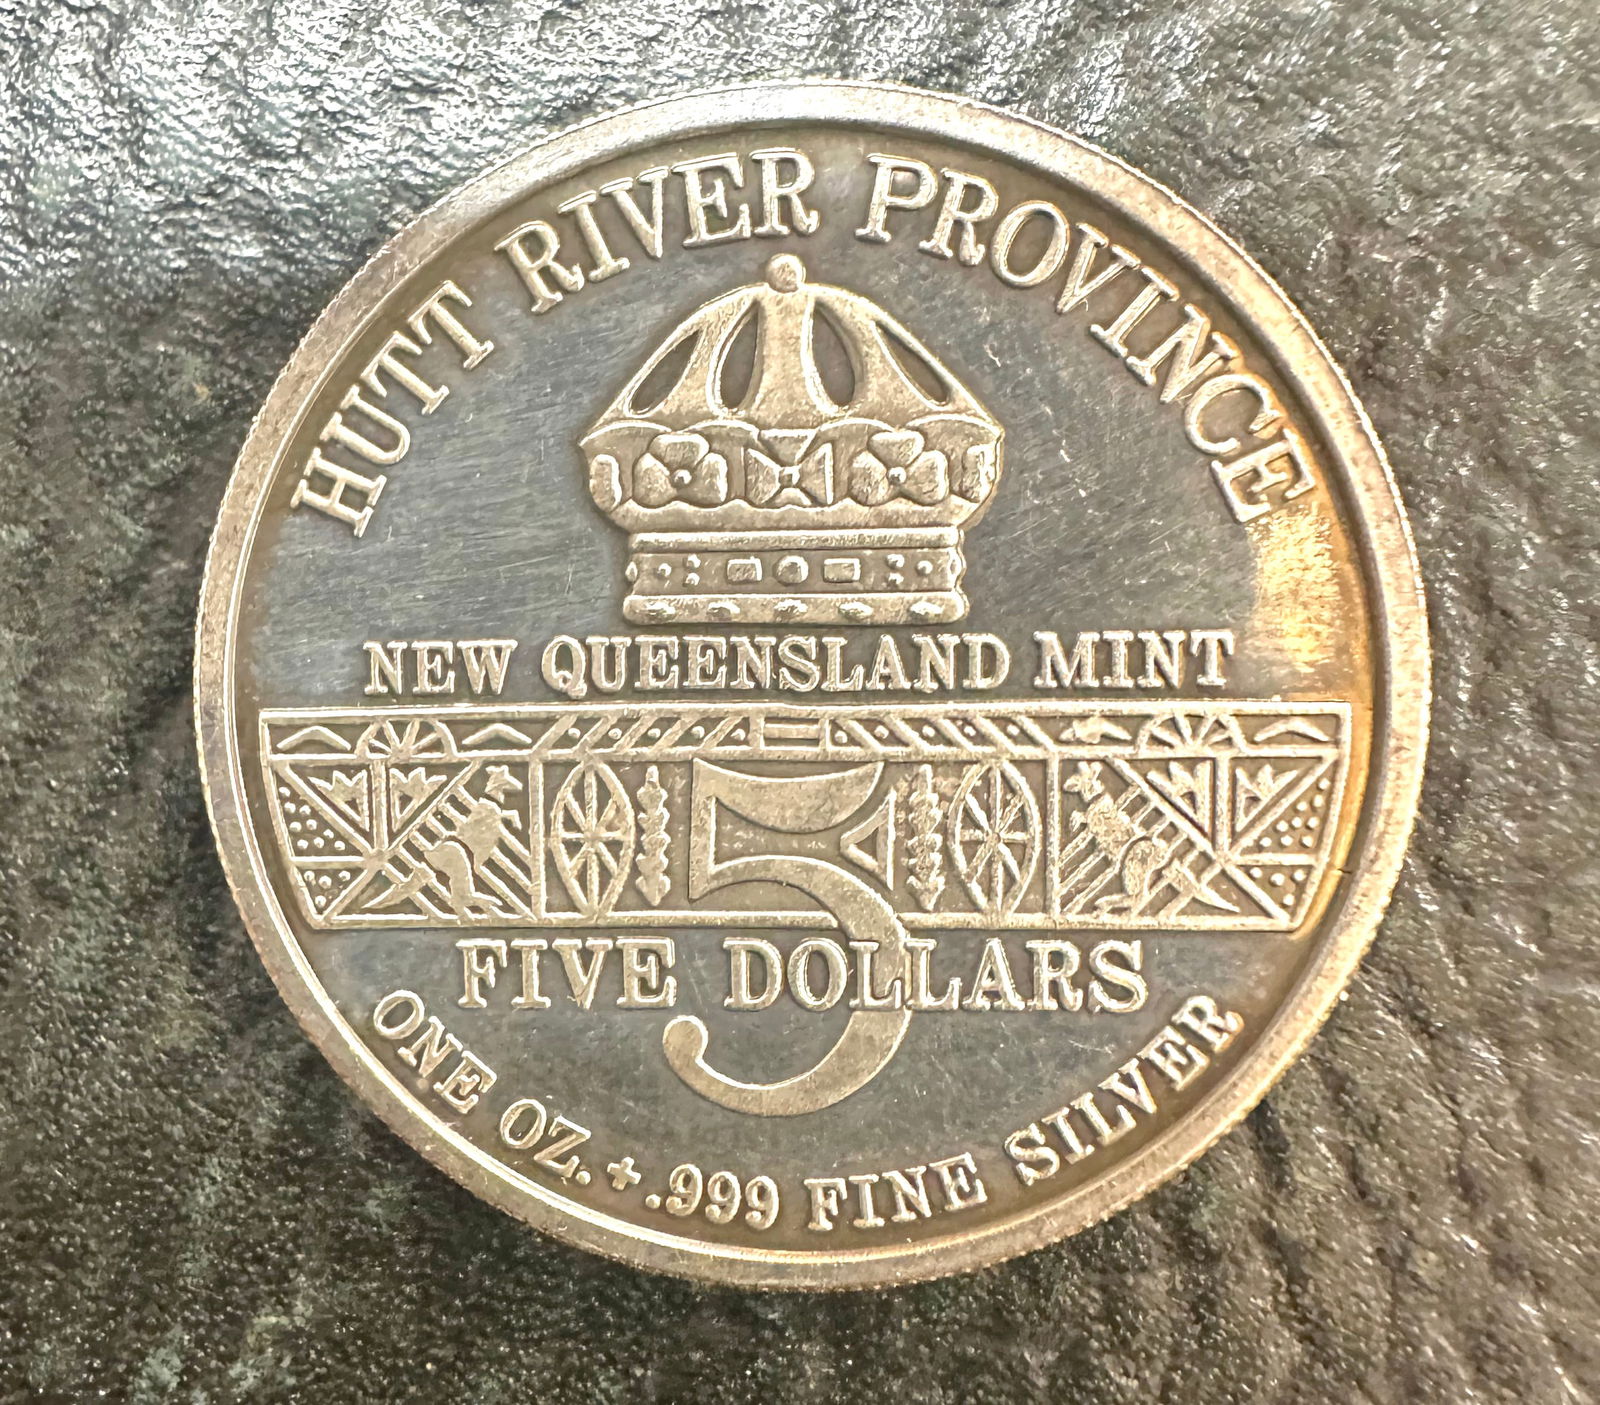 HUTT RIVER PROVINCE
NEW QUEENSLAND MINT
5
FIVE DOLLARS
ONE OZ. + .999 FINE SILVER